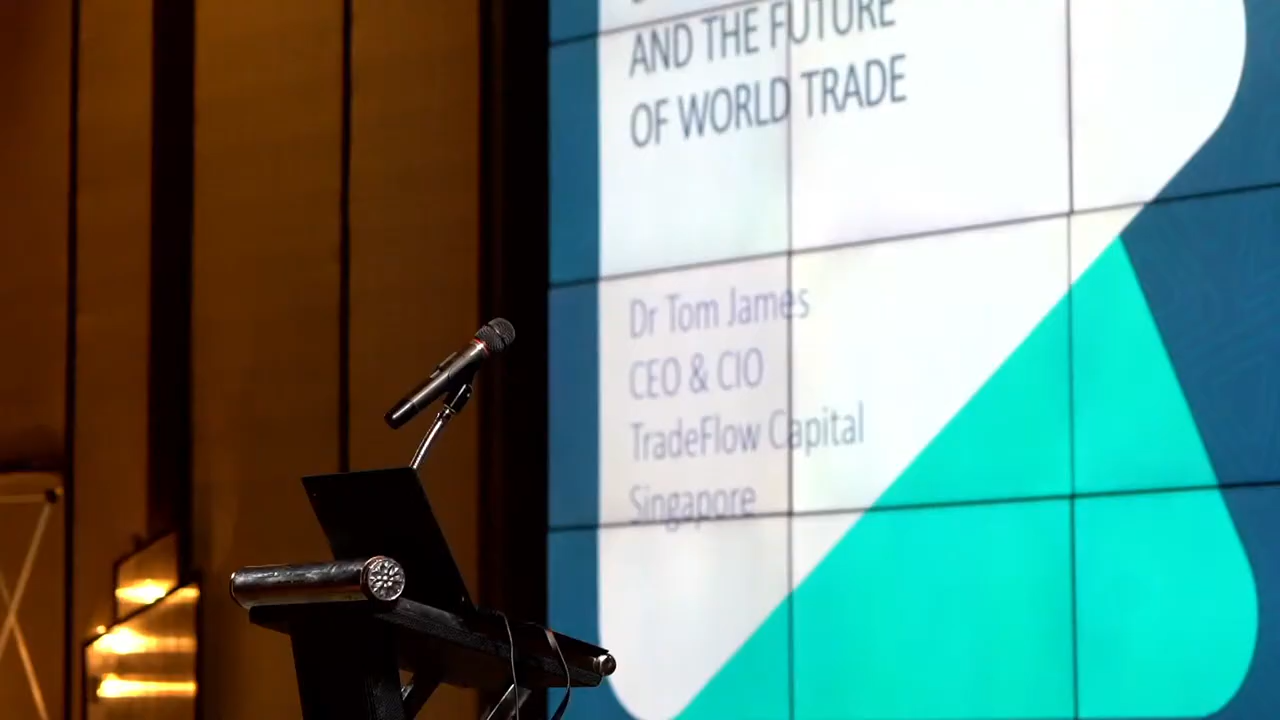 AND THE FUTURE
OF WORLD TRADE
Dr Tom James
CEO & CIO
TradeFlow Capital
Singapore